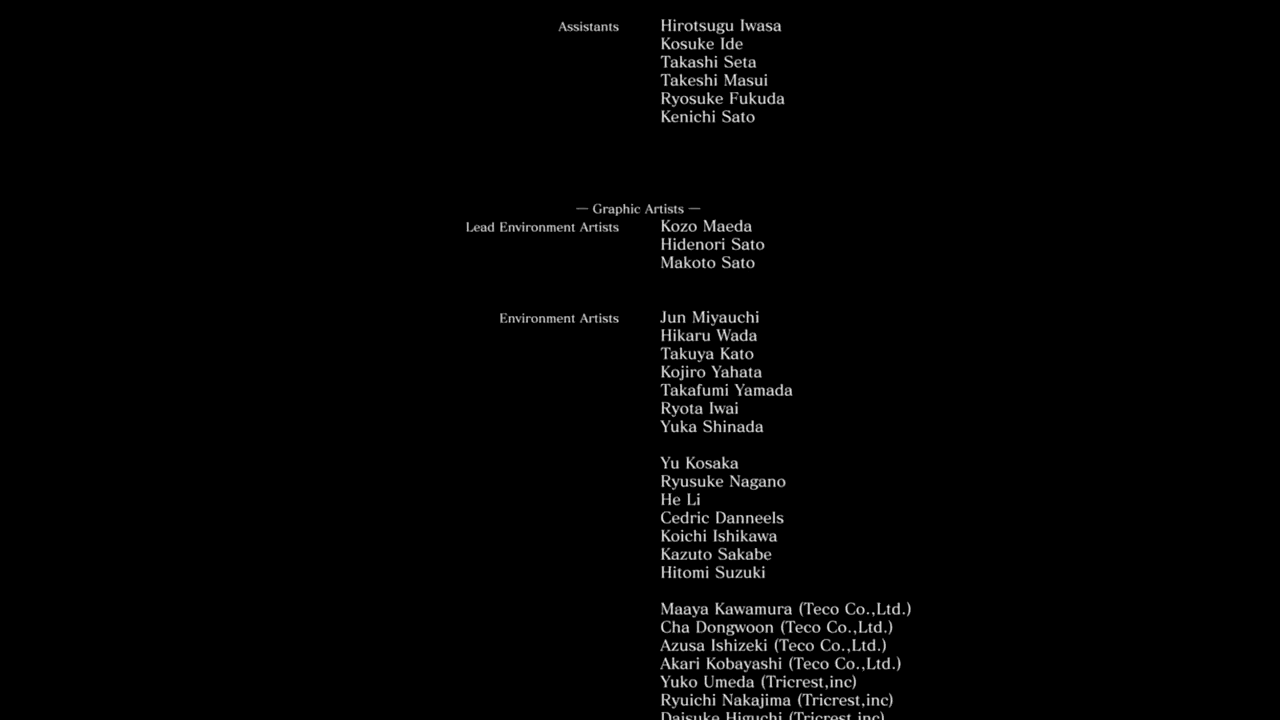 Assistants Hirotsugu Iwasa
Kosuke Ide
Takashi Seta
Takeshi Masui
Ryosuke Fukuda
Kenichi Sato
— Graphic Artists —
Lead Environment Artists Kozo Maeda
Hidenori Sato
Makoto Sato
Environment Artists Jun Miyauchi
Hikaru Wada
Takuya Kato
Kojiro Yahata
Takafumi Yamada
Ryota Iwai
Yuka Shinada
Yu Kosaka
Ryusuke Nagano
He Li
Cedric Danneels
Koichi Ishikawa
Kazuto Sakabe
Hitomi Suzuki
Maaya Kawamura (Teco Co.,Ltd.)
Cha Dongwoon (Teco Co.,Ltd.)
Azusa Ishizeki (Teco Co.,Ltd.)
Akari Kobayashi (Teco Co.,Ltd.)
Yuko Umeda (Tricrest,inc)
Ryuichi Nakajima (Tricrest,inc)
Daisuke Higuchi (Tricrest,inc)